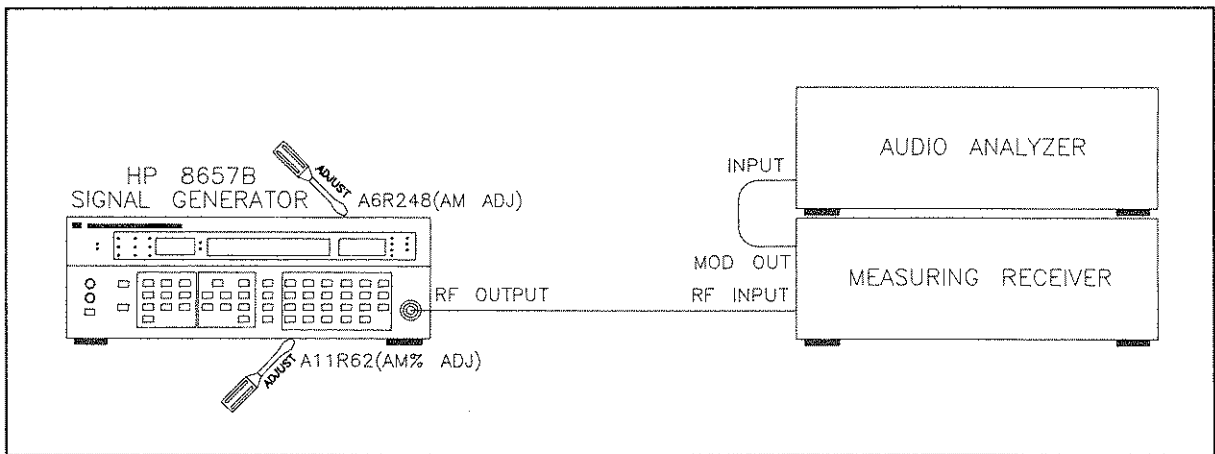 HP 8657B
SIGNAL GENERATOR
ADJUST
A6R248(AM ADJ)
RF OUTPUT
ADJUST
A11R62(AM% ADJ)
INPUT
AUDIO ANALYZER
MOD OUT
RF INPUT
MEASURING RECEIVER